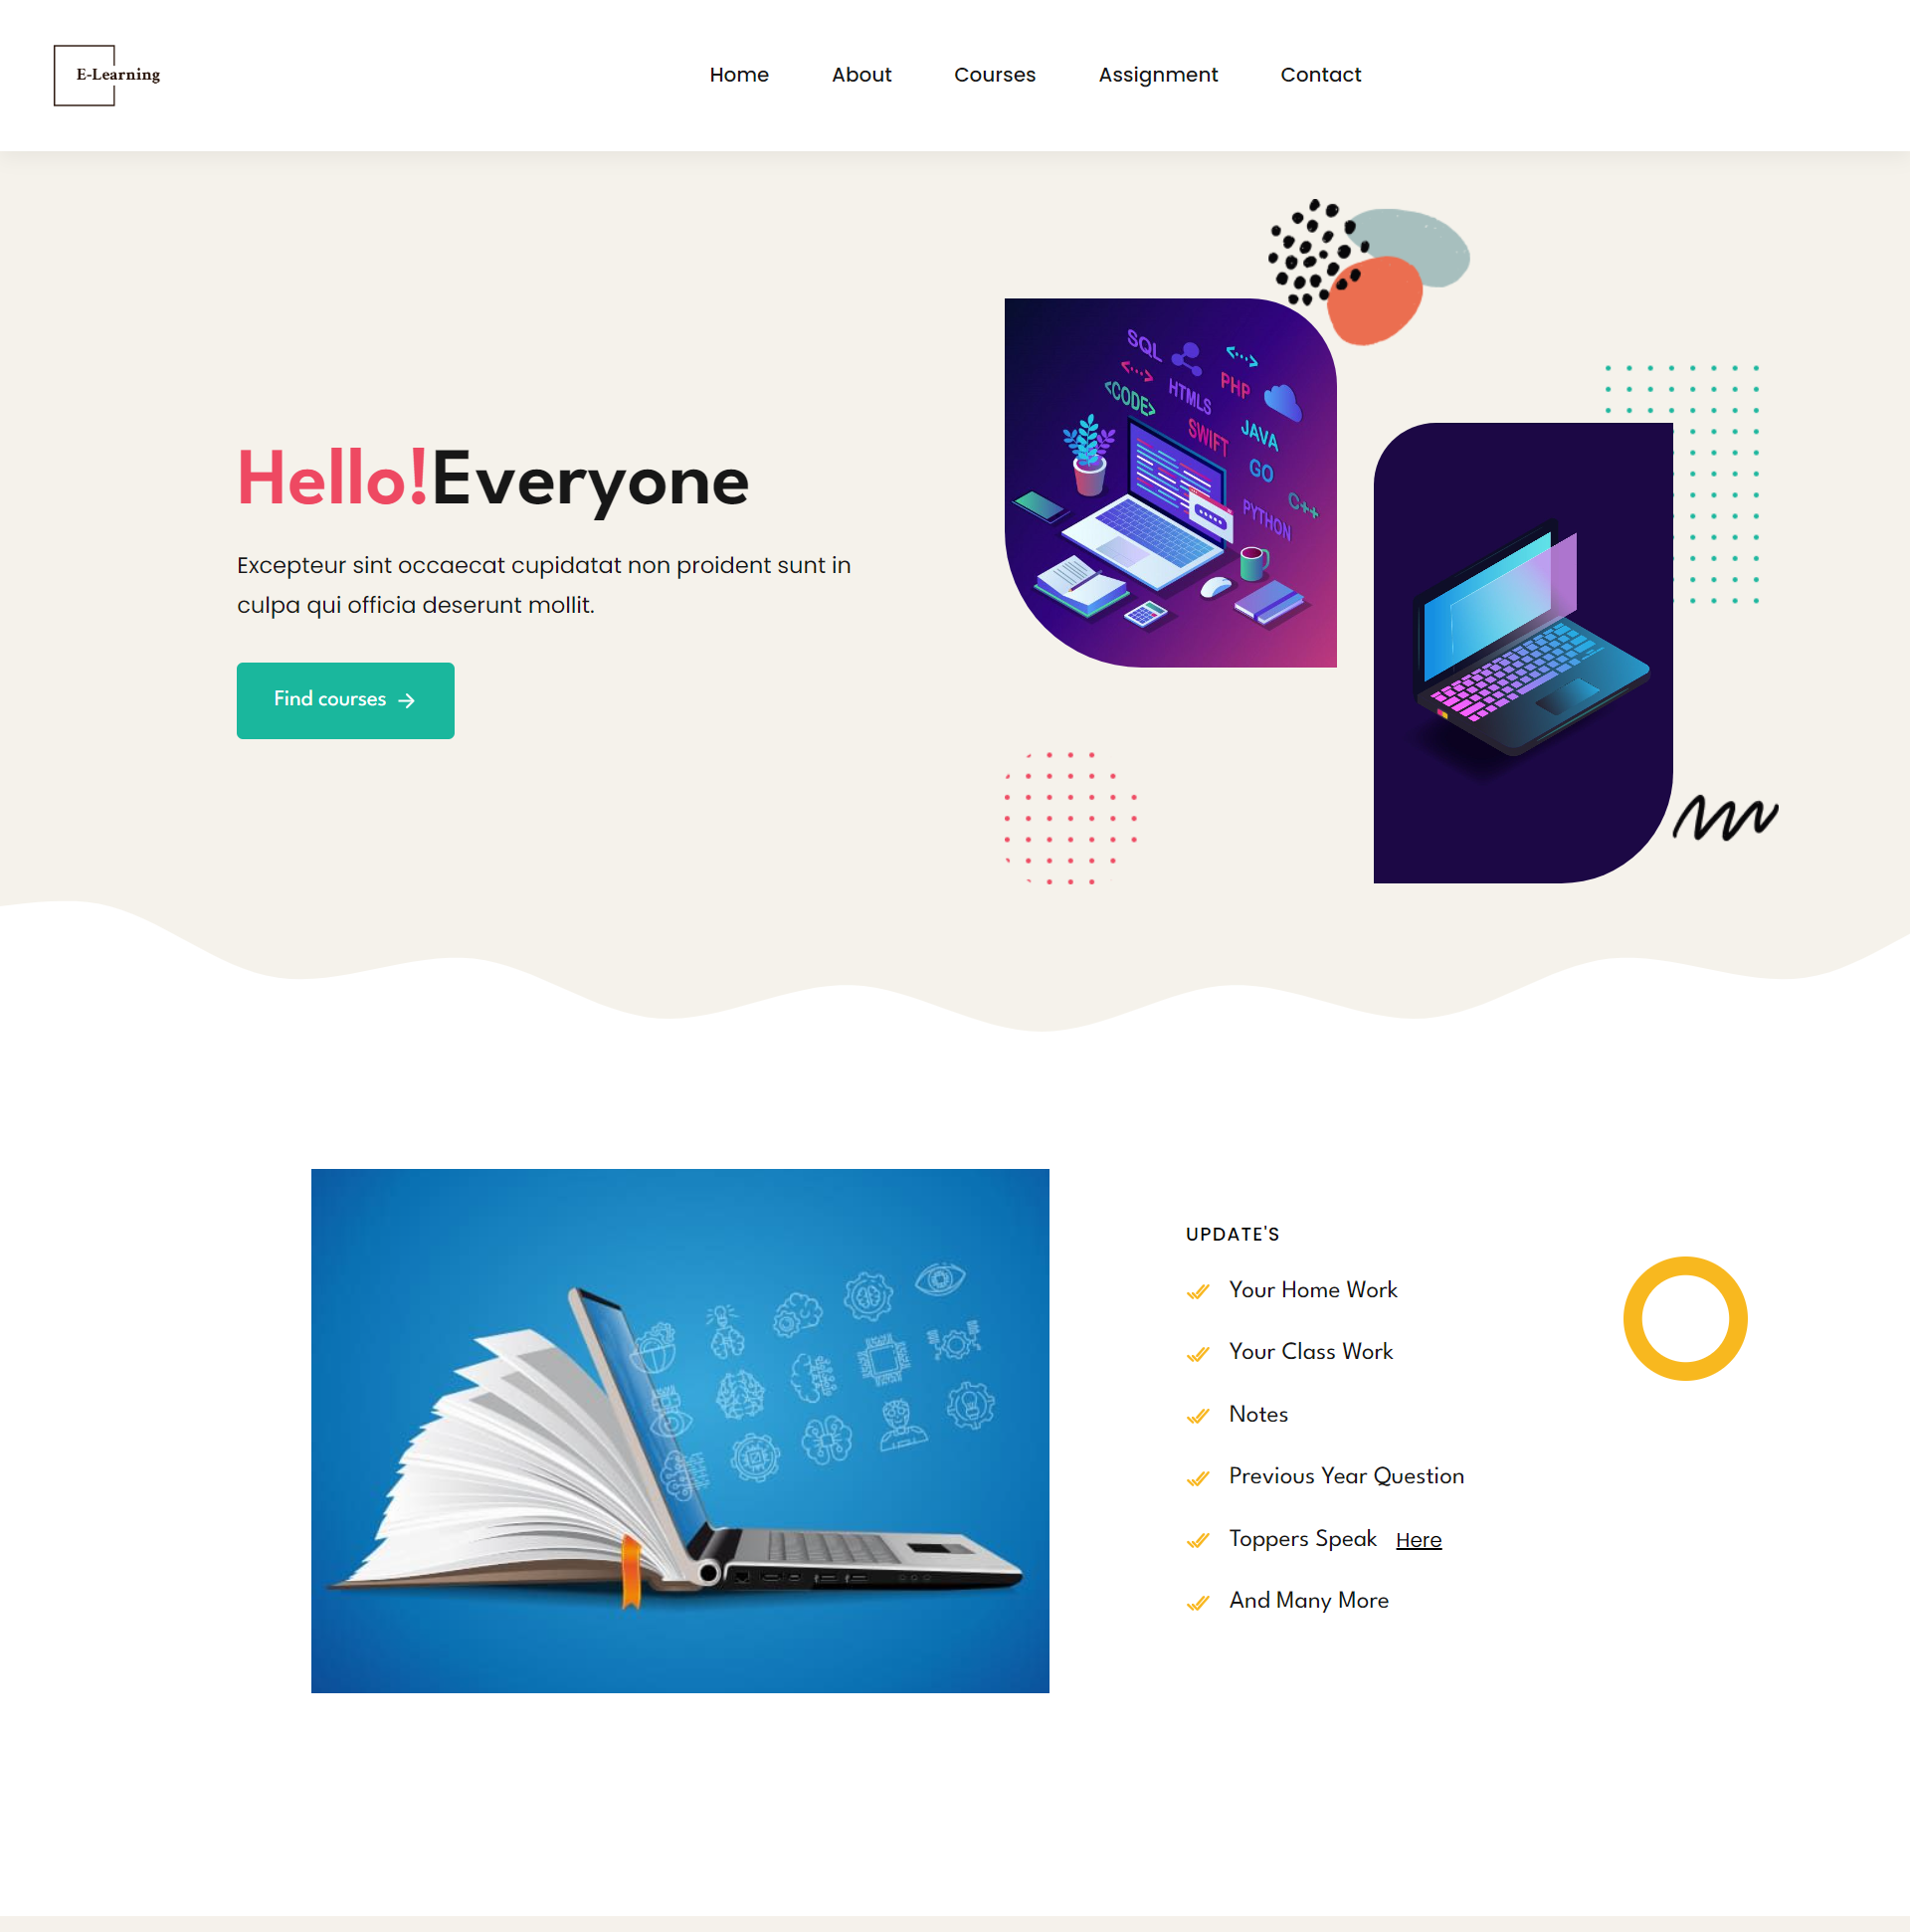 E-Learning
Home
About
Courses
Assignment
Contact
Hello!Everyone
Excepteur sint occaecat cupidatat non proident sunt in
culpa qui officia deserunt mollit.
Find courses
SQL
<...>
<...>
PHP
HTMLS
<CODE>
SWIFT
JAVA
GO
C++
PYTHON
UPDATE'S
Your Home Work
Your Class Work
Notes
Previous Year Question
Toppers Speak Here
And Many More